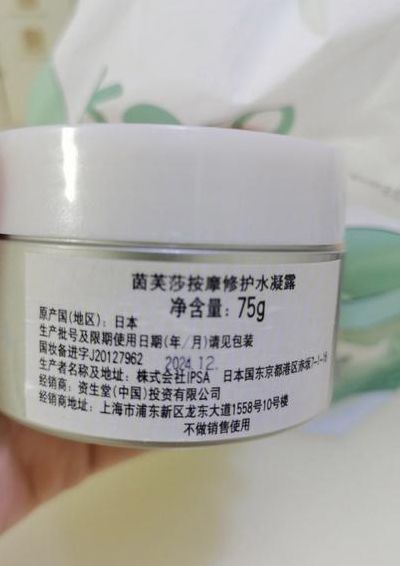 茵芙莎按摩修护水凝露
净含量：75g
原产国(地区)：日本
生产批号及限期使用日期(年/月)请见包装
国妆备进字J20127962
2024.12.
生产者名称及地址：株式会社IPSA 日本国东京都港区赤坂7-1-16
经销商：资生堂(中国)投资有限公司
经销商地址：上海市浦东新区龙东大道1558号10号楼
不做销售使用